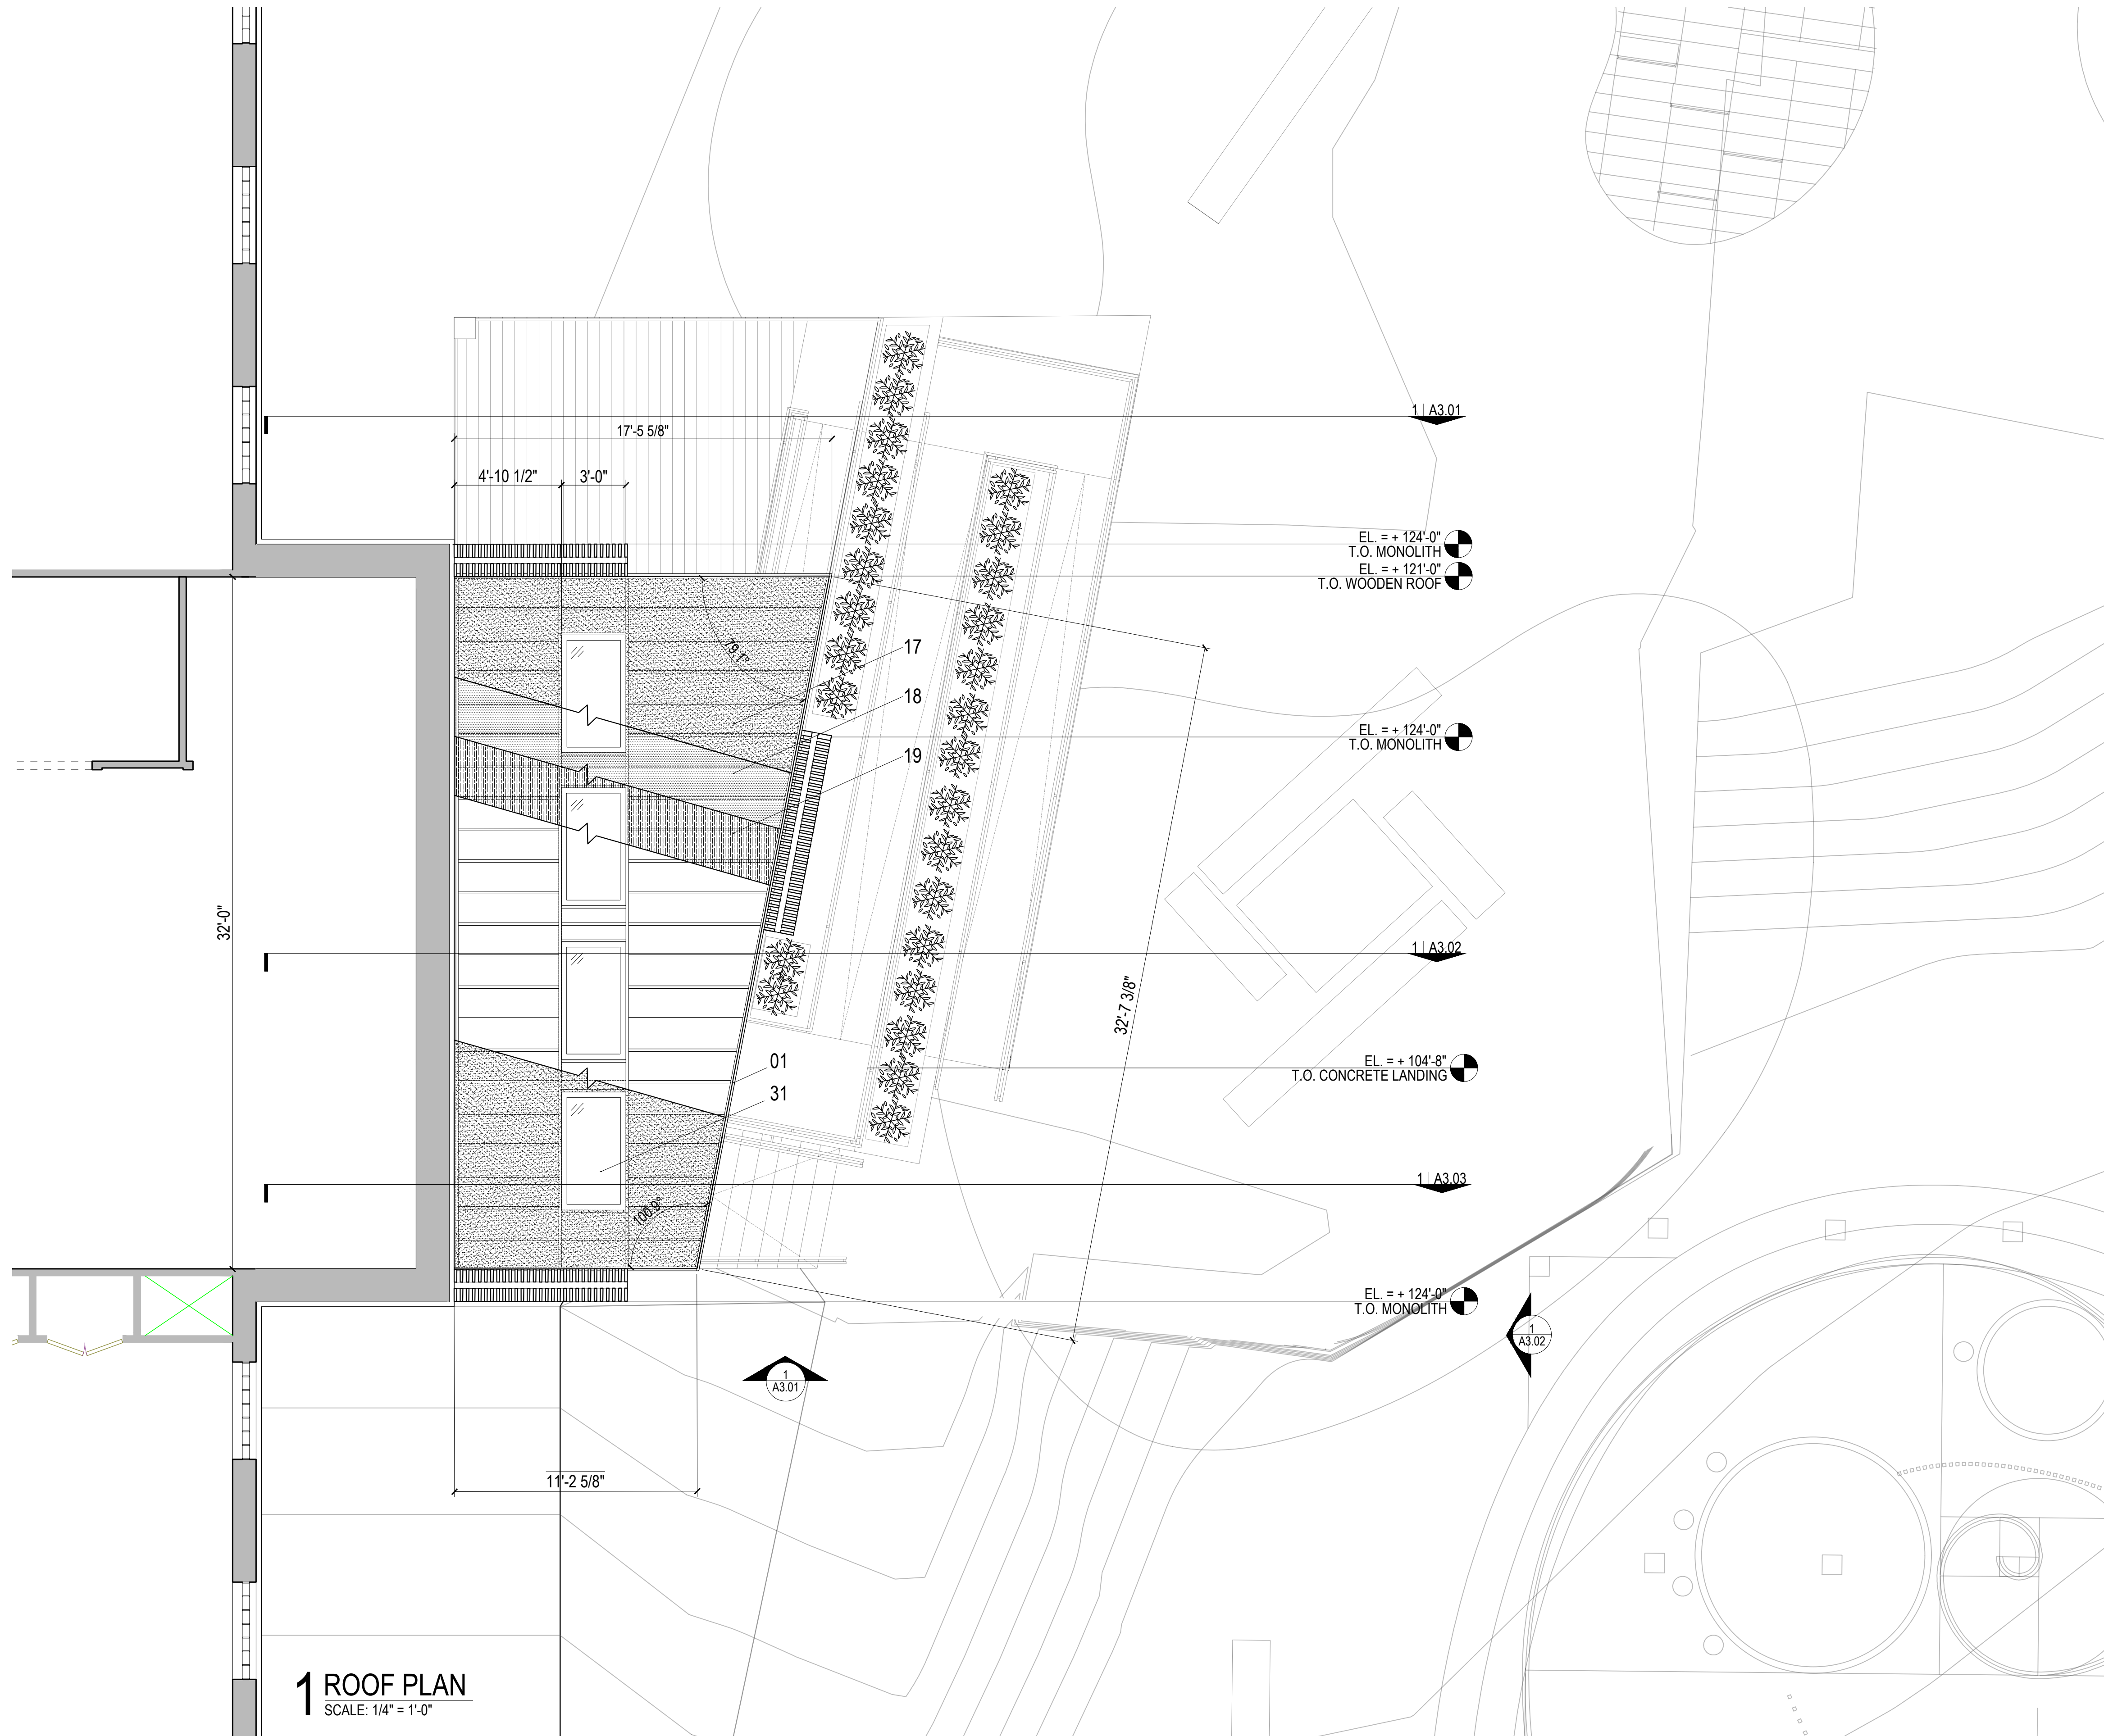 1 | A3.01
17'-5 5/8"
4'-10 1/2"
3'-0"
EL. = + 124'-0"
T.O. MONOLITH
EL. = + 121'-0"
T.O. WOODEN ROOF
79.1°
17
18
EL. = + 124'-0"
T.O. MONOLITH
19
32'-0"
1 | A3.02
32'-7 3/8"
01
EL. = + 104'-8"
T.O. CONCRETE LANDING
31
1 | A3.03
100.9°
EL. = + 124'-0"
T.O. MONOLITH
1
A3.02
1
A3.01
11'-2 5/8"
1 ROOF PLAN
SCALE: 1/4" = 1'-0"